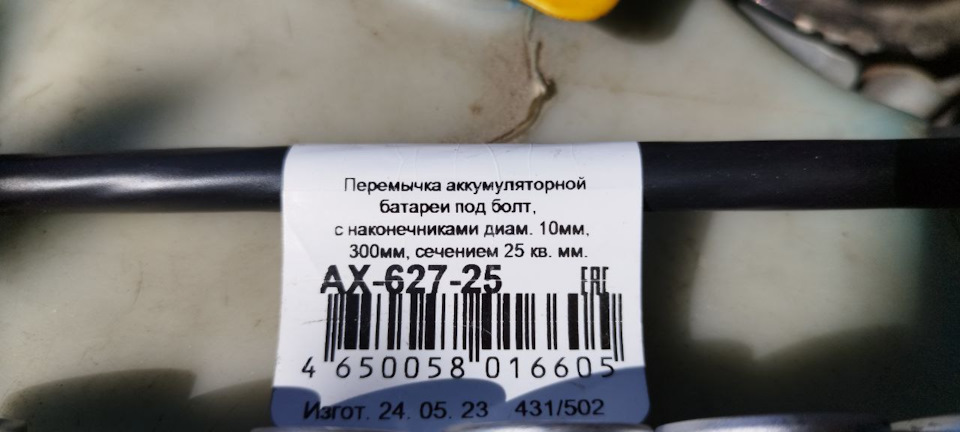 Перемычка аккумуляторной
батареи под болт,
с наконечниками диам. 10мм,
300мм, сечением 25 кв. мм.
АХ-627-25 EAC
4 650058 016605
Изгот. 24. 05. 23 431/502